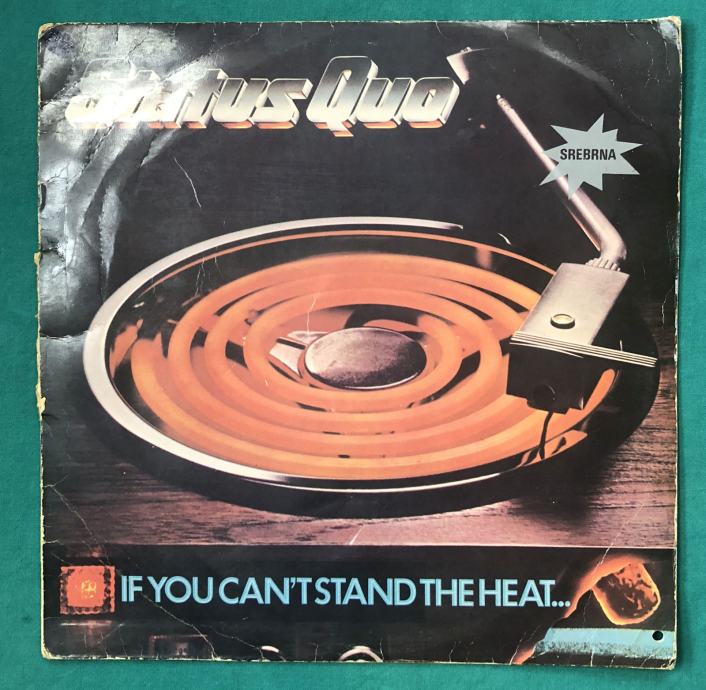 Status Quo
SREBRNA
IF YOU CAN'T STAND THE HEAT...